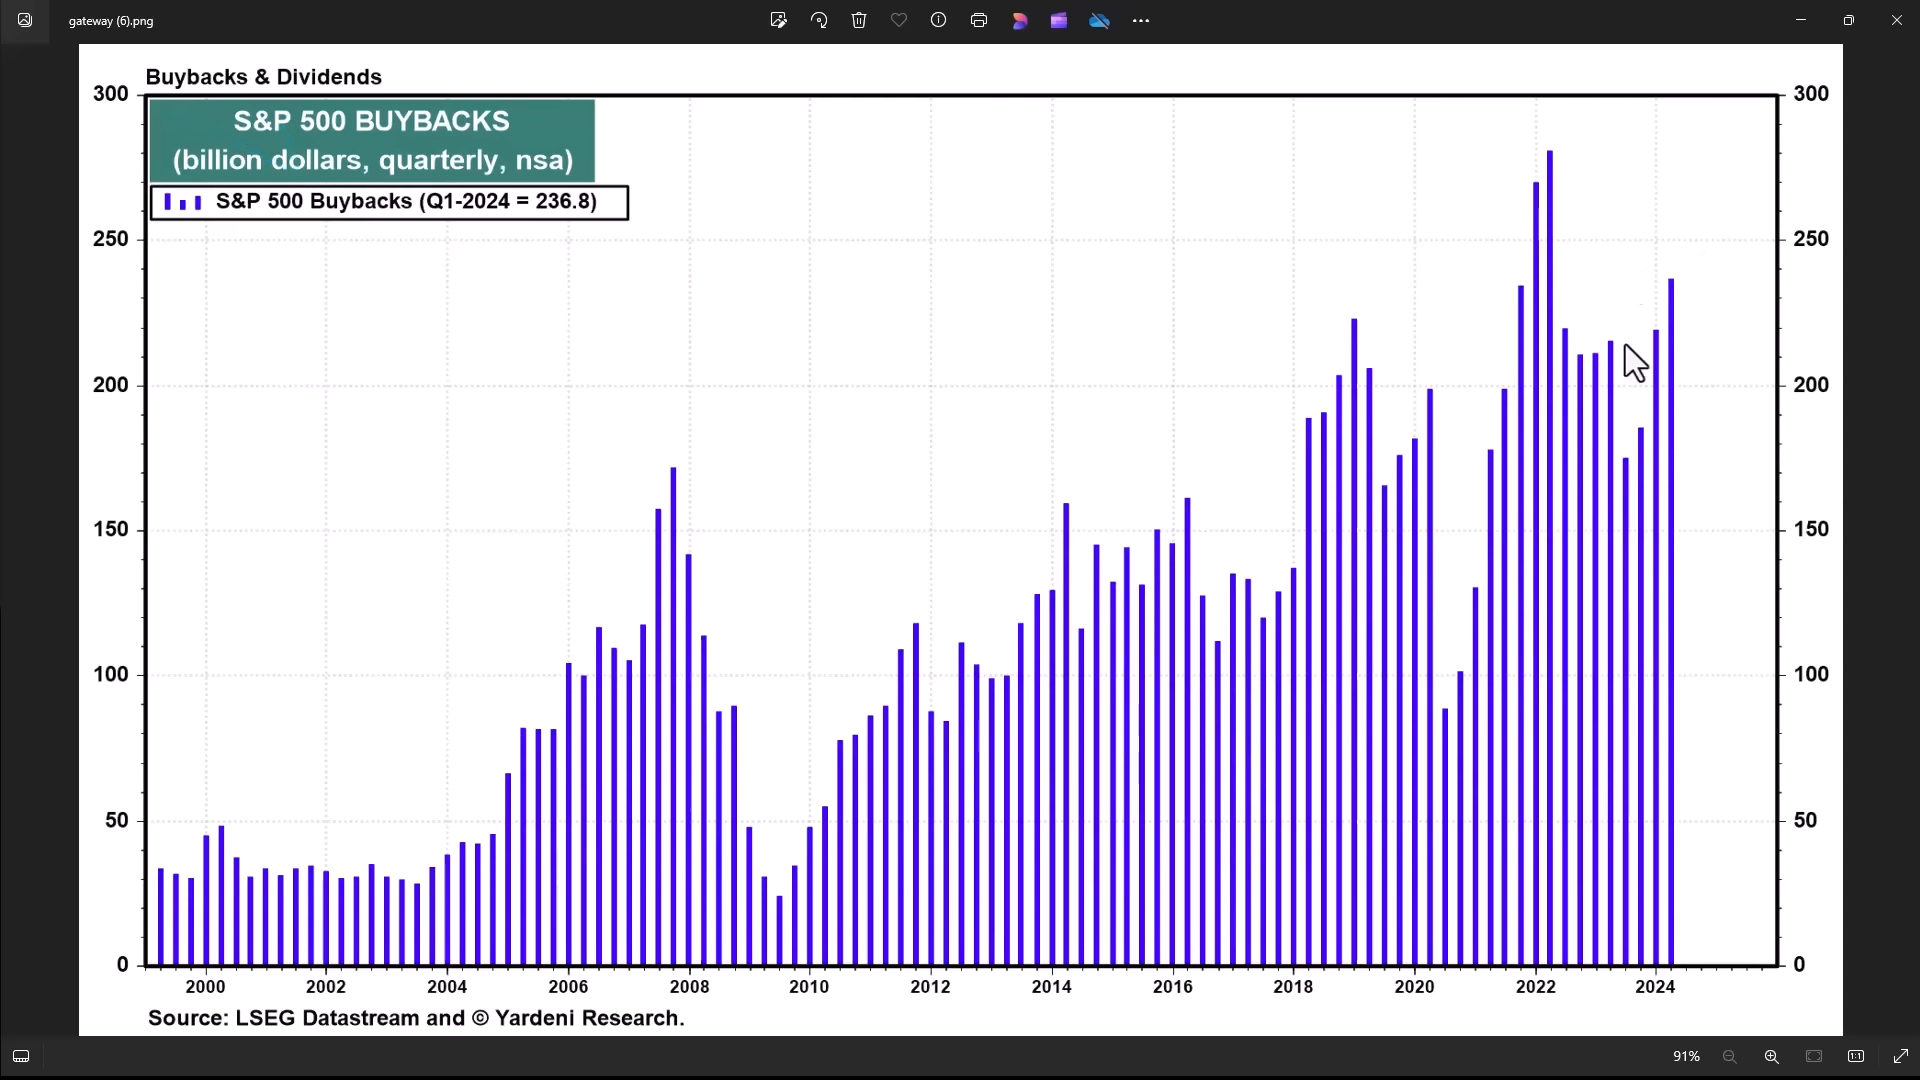 gateway (6).png
Buybacks & Dividends
300
300
S&P 500 BUYBACKS
(billion dollars, quarterly, nsa)
S&P 500 Buybacks (Q1-2024 = 236.8)
250
250
200
200
150
150
100
100
50
50
0
0
2000 2002 2004 2006 2008 2010 2012 2014 2016 2018 2020 2022 2024
Source: LSEG Datastream and © Yardeni Research.
91%
1:1